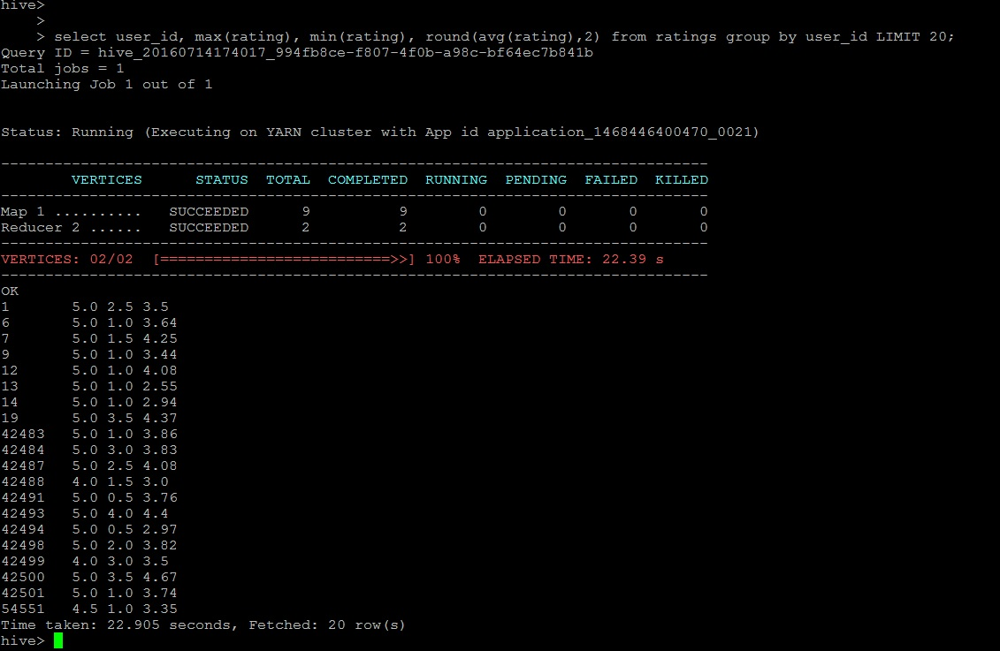 hive>
    >
    > select user_id, max(rating), min(rating), round(avg(rating),2) from ratings group by user_id LIMIT 20;
Query ID = hive_20160714174017_994fb8ce-f807-4f0b-a98c-bf64ec7b841b
Total jobs = 1
Launching Job 1 out of 1
Status: Running (Executing on YARN cluster with App id application_1468446400470_0021)
--------------------------------------------------------------------------------
        VERTICES      STATUS  TOTAL  COMPLETED  RUNNING  PENDING  FAILED  KILLED
--------------------------------------------------------------------------------
Map 1 ..........   SUCCEEDED      9          9        0        0       0       0
Reducer 2 ......   SUCCEEDED      2          2        0        0       0       0
--------------------------------------------------------------------------------
VERTICES: 02/02  [==========================>>] 100%  ELAPSED TIME: 22.39 s
--------------------------------------------------------------------------------
OK
1       5.0 2.5 3.5
6       5.0 1.0 3.64
7       5.0 1.5 4.25
9       5.0 1.0 3.44
12      5.0 1.0 4.08
13      5.0 1.0 2.55
14      5.0 1.0 2.94
19      5.0 3.5 4.37
42483   5.0 1.0 3.86
42484   5.0 3.0 3.83
42487   5.0 2.5 4.08
42488   4.0 1.5 3.0
42491   5.0 0.5 3.76
42493   5.0 4.0 4.4
42494   5.0 0.5 2.97
42498   5.0 2.0 3.82
42499   4.0 3.0 3.5
42500   5.0 3.5 4.67
42501   5.0 1.0 3.74
54551   4.5 1.0 3.35
Time taken: 22.905 seconds, Fetched: 20 row(s)
hive>